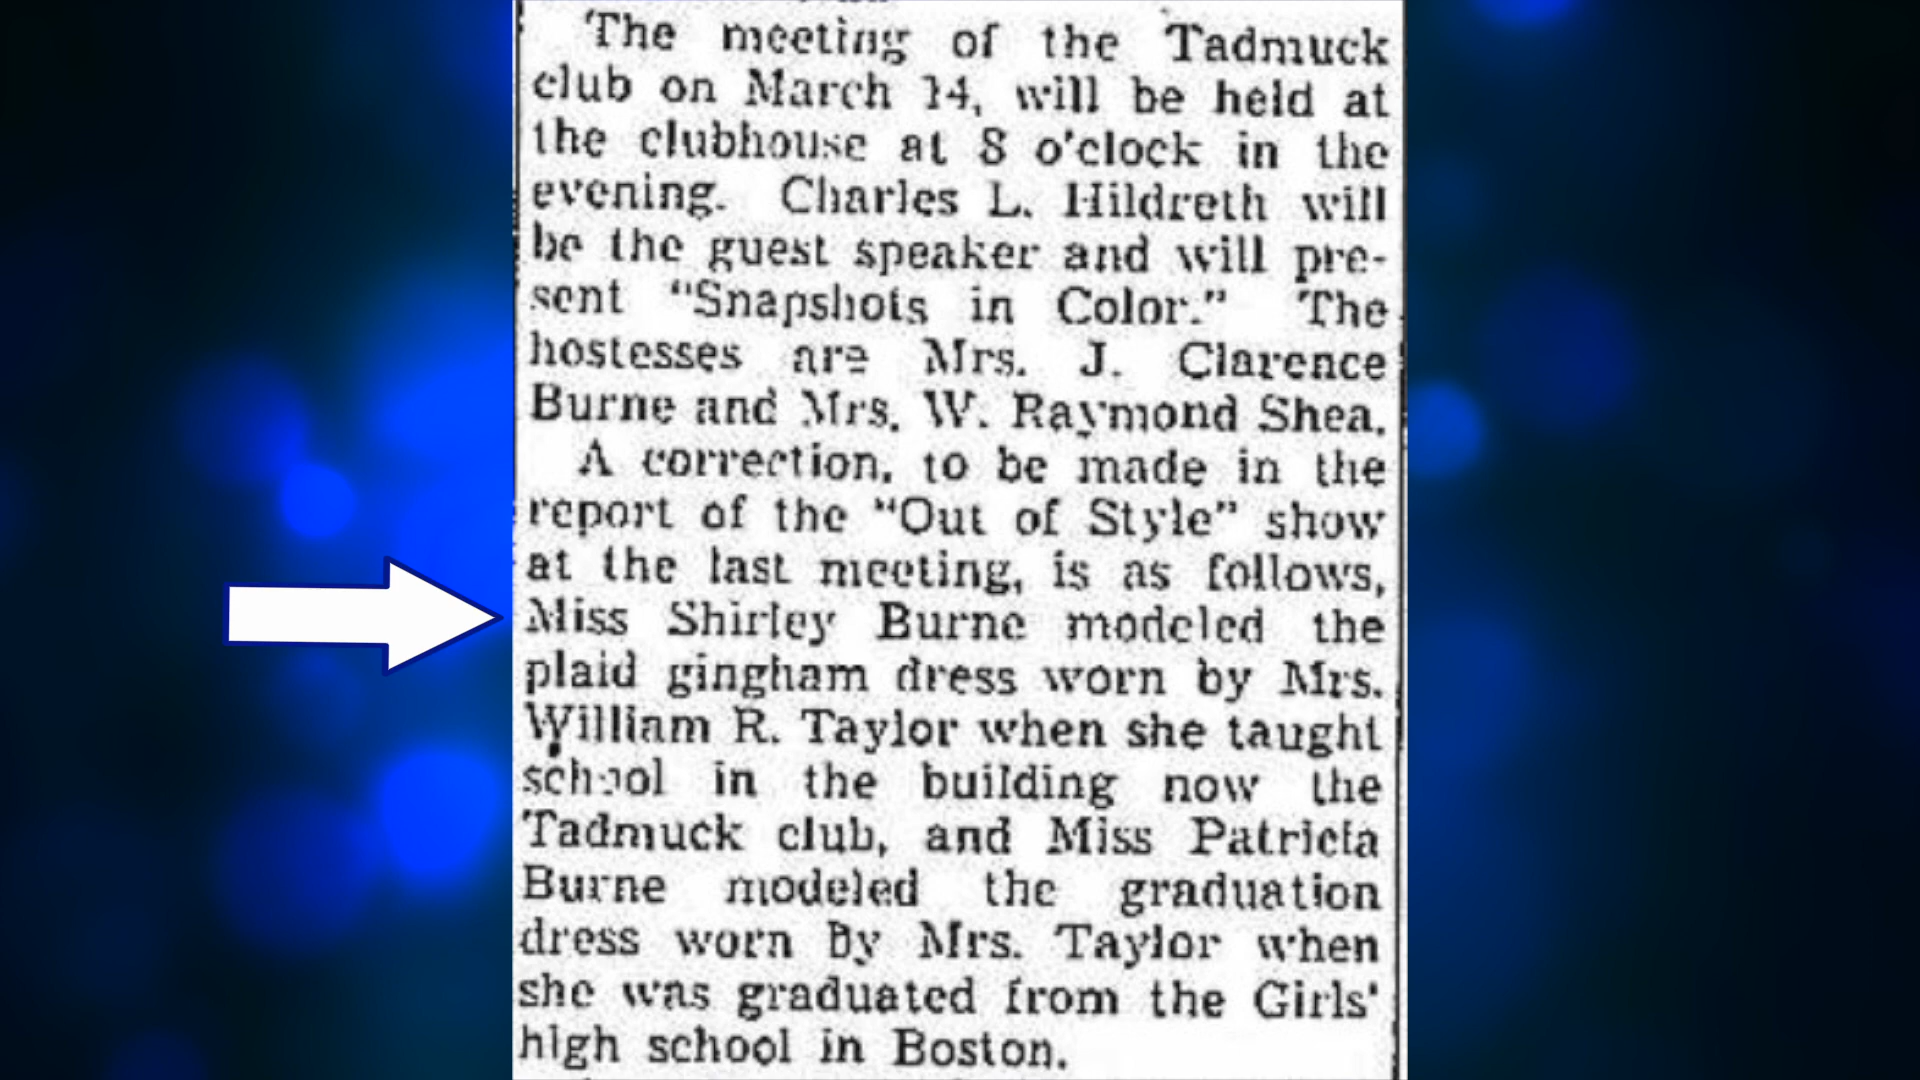 The meeting of the Tadmuck
club on March 14, will be held at
the clubhouse at 8 o'clock in the
evening. Charles L. Hildreth will
be the guest speaker and will pre-
sent "Snapshots in Color." The
hostesses are Mrs. J. Clarence
Burne and Mrs. W. Raymond Shea.
A correction, to be made in the
report of the "Out of Style" show
at the last meeting, is as follows,
Miss Shirley Burne modeled the
plaid gingham dress worn by Mrs.
William R. Taylor when she taught
school in the building now the
Tadmuck club, and Miss Patricia
Burne modeled the graduation
dress worn by Mrs. Taylor when
she was graduated from the Girls'
high school in Boston.